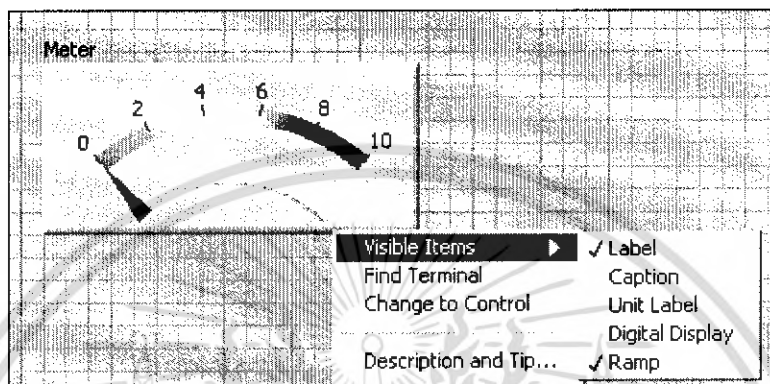 Meter
0 2 4 6 8 10
Visible Items ▶ ✓ Label
Find Terminal Caption
Change to Control Unit Label
Digital Display
Description and Tip... ✓ Ramp